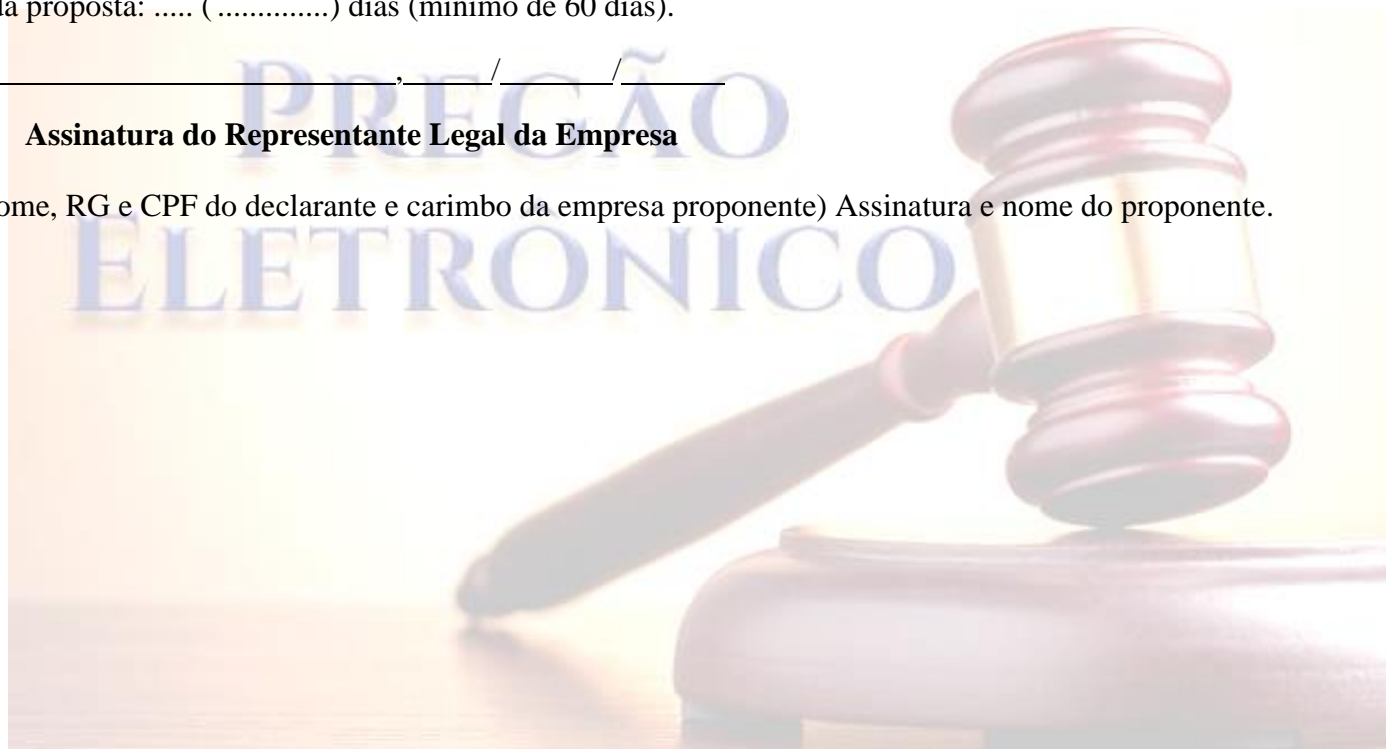 da proposta: ..... ( ..............) dias (mínimo de 60 dias).
, / /
Assinatura do Representante Legal da Empresa
ome, RG e CPF do declarante e carimbo da empresa proponente) Assinatura e nome do proponente.
PREGÃO
ELETRÔNICO